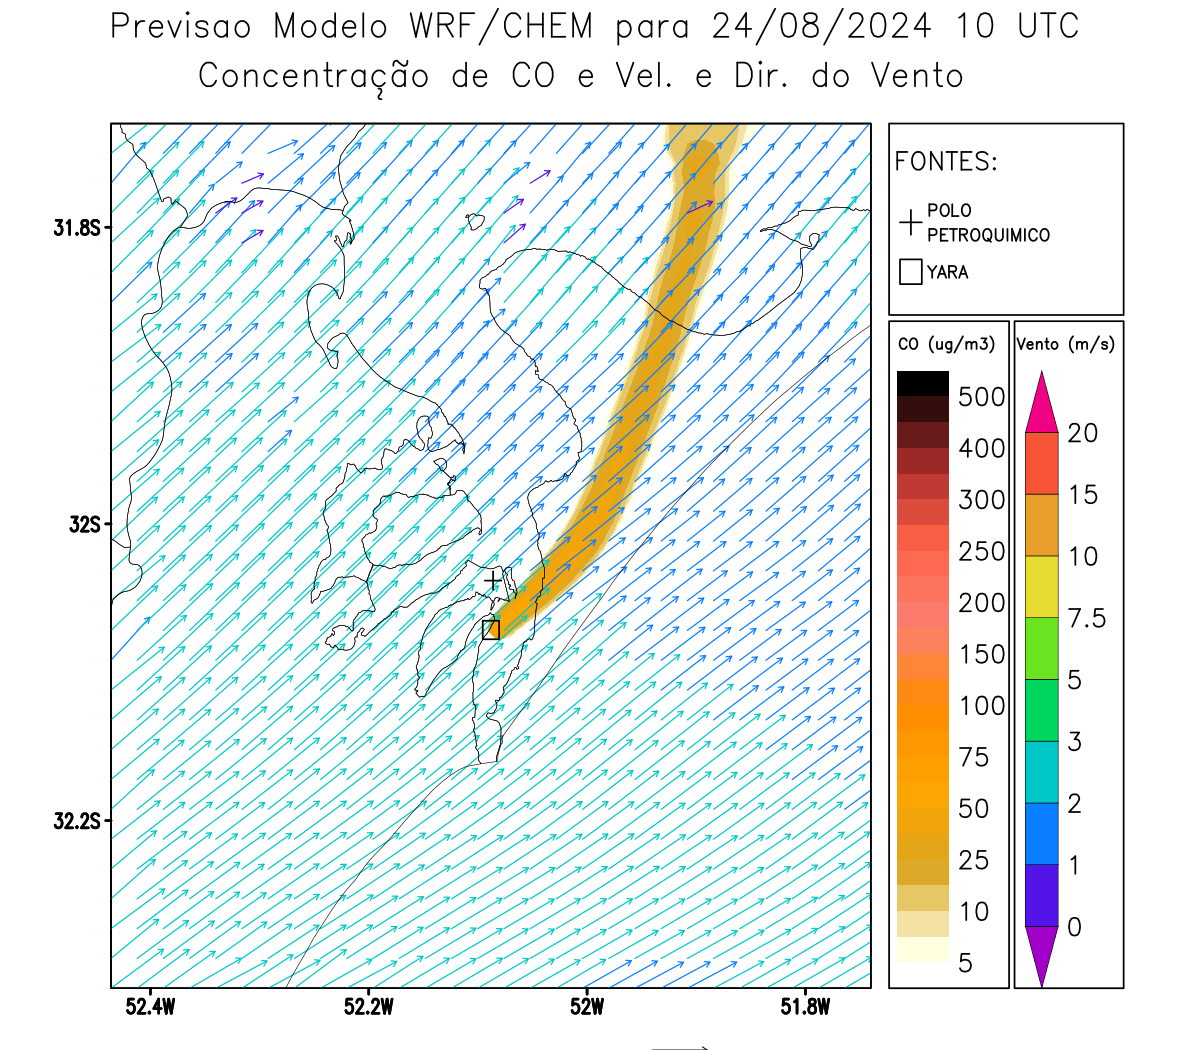 Previsao Modelo WRF/CHEM para 24/08/2024 10 UTC
Concentração de CO e Vel. e Dir. do Vento
FONTES:
POLO
PETROQUIMICO
YARA
31.8S
32S
32.2S
52.4W
52.2W
52W
51.8W
CO (ug/m3)
500
400
300
250
200
150
100
75
50
25
10
5
Vento (m/s)
20
15
10
7.5
5
3
2
1
0